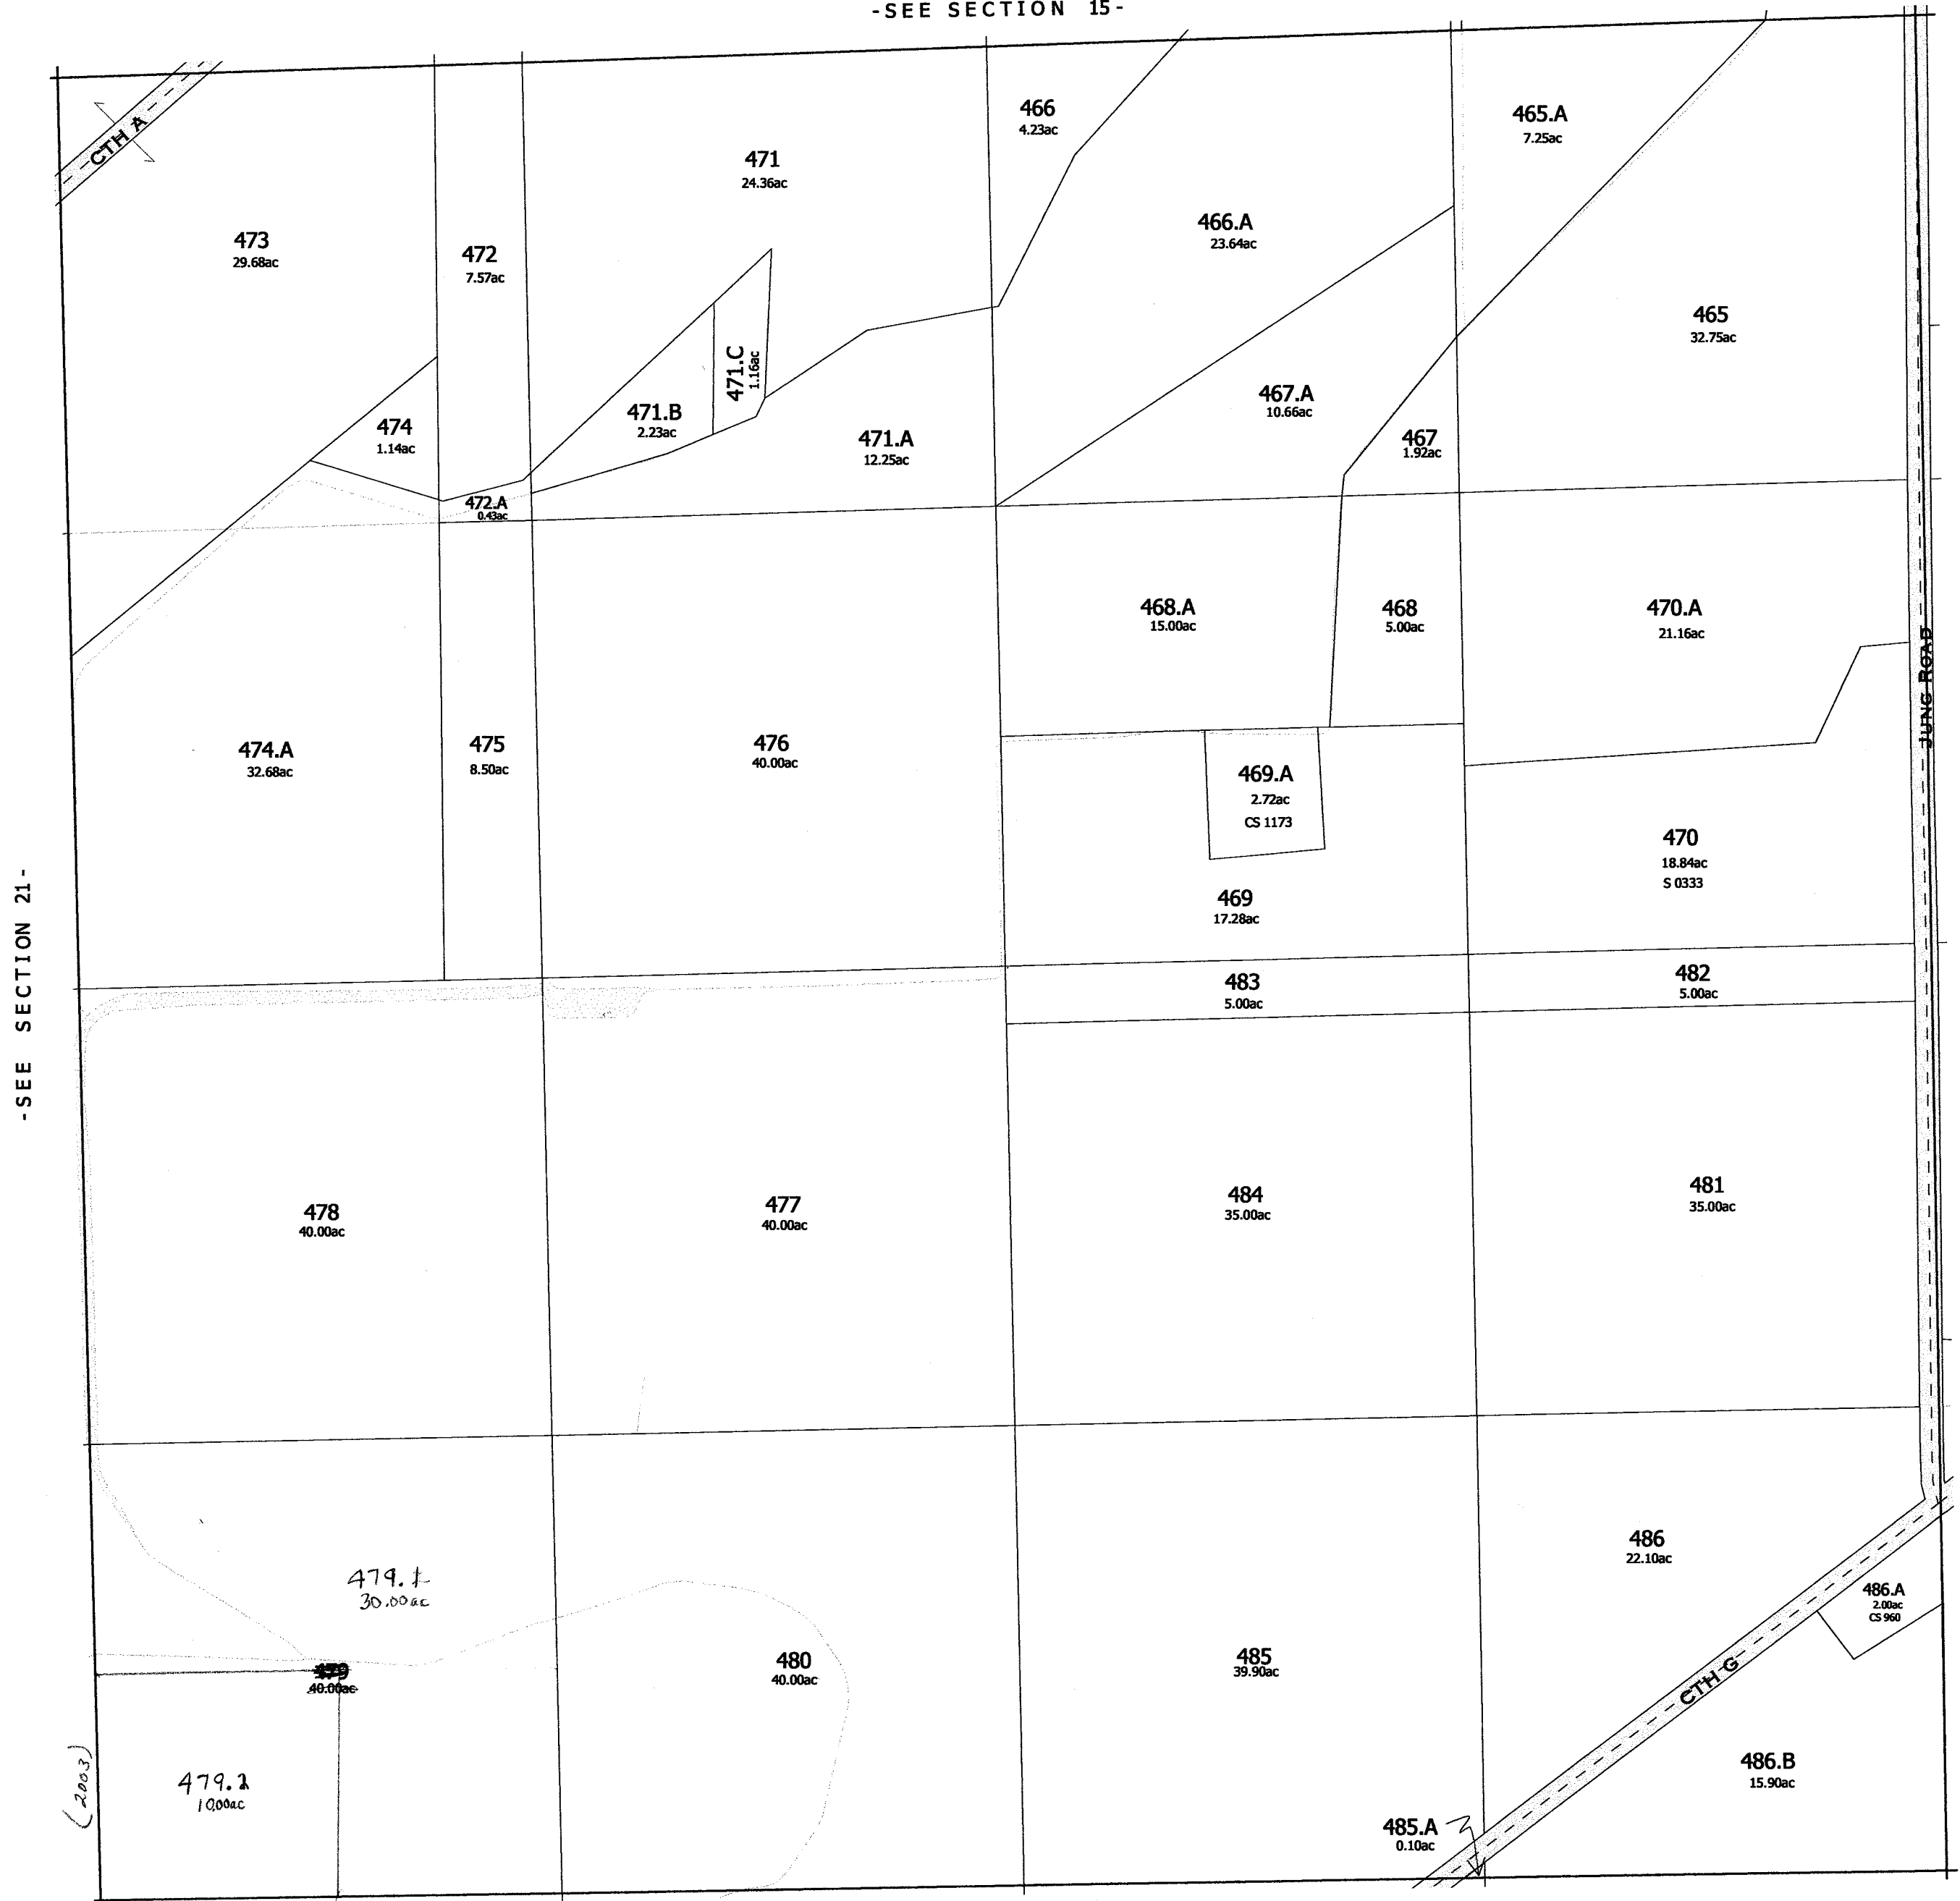 -SEE SECTION 15-
CTH A
466
4.23ac
465.A
7.25ac
471
24.36ac
466.A
23.64ac
473
29.68ac
472
7.57ac
465
32.75ac
471.C
1.16ac
467.A
10.66ac
471.B
2.23ac
474
1.14ac
471.A
12.25ac
467
1.92ac
472.A
0.43ac
468.A
15.00ac
468
5.00ac
470.A
21.16ac
JUNG ROAD
474.A
32.68ac
475
8.50ac
476
40.00ac
469.A
2.72ac
CS 1173
470
18.84ac
S 0333
469
17.28ac
-SEE SECTION 21-
483
5.00ac
482
5.00ac
478
40.00ac
477
40.00ac
484
35.00ac
481
35.00ac
486
22.10ac
479.1
30.00ac
486.A
2.00ac
CS 960
479
40.00ac
480
40.00ac
485
39.90ac
CTH G
(2003)
479.2
10.00ac
486.B
15.90ac
485.A
0.10ac